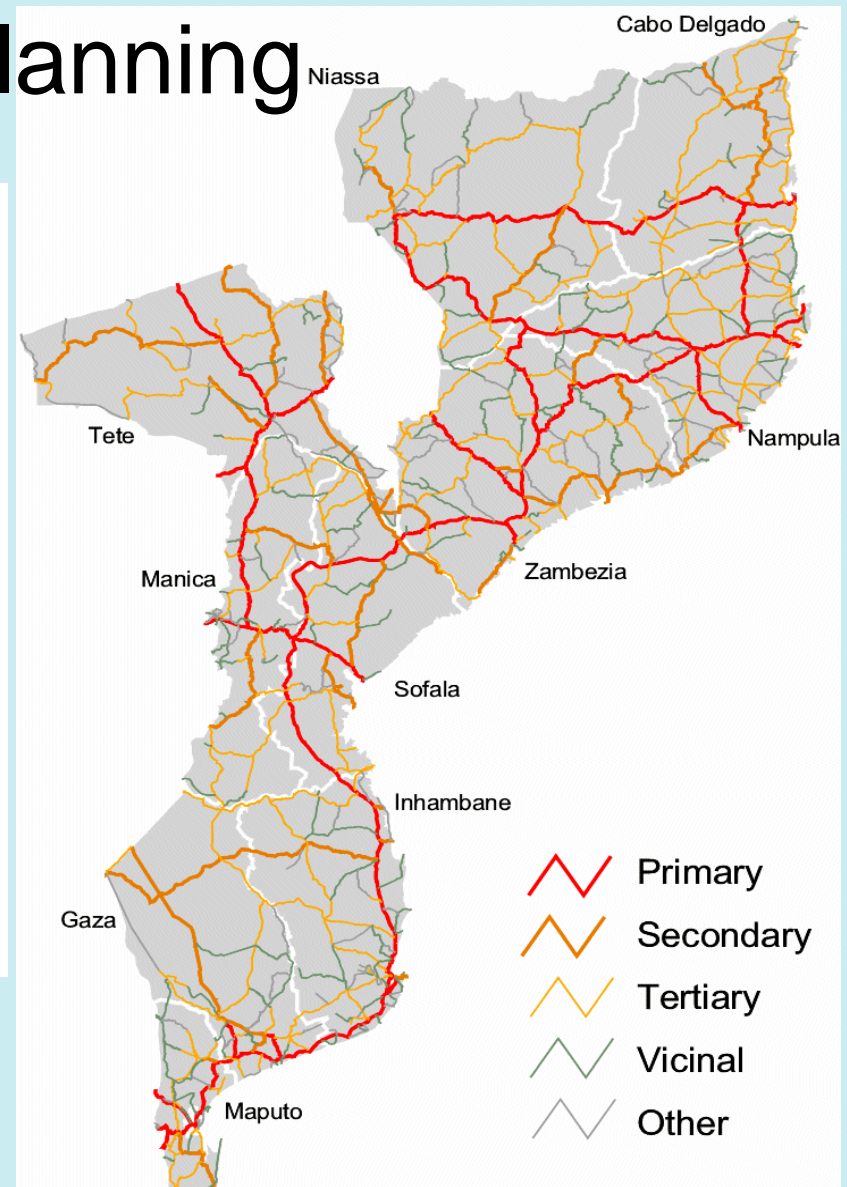 lanning
Cabo Delgado
Niassa
Tete
Nampula
Manica
Zambezia
Sofala
Inhambane
Gaza
Maputo
Primary
Secondary
Tertiary
Vicinal
Other